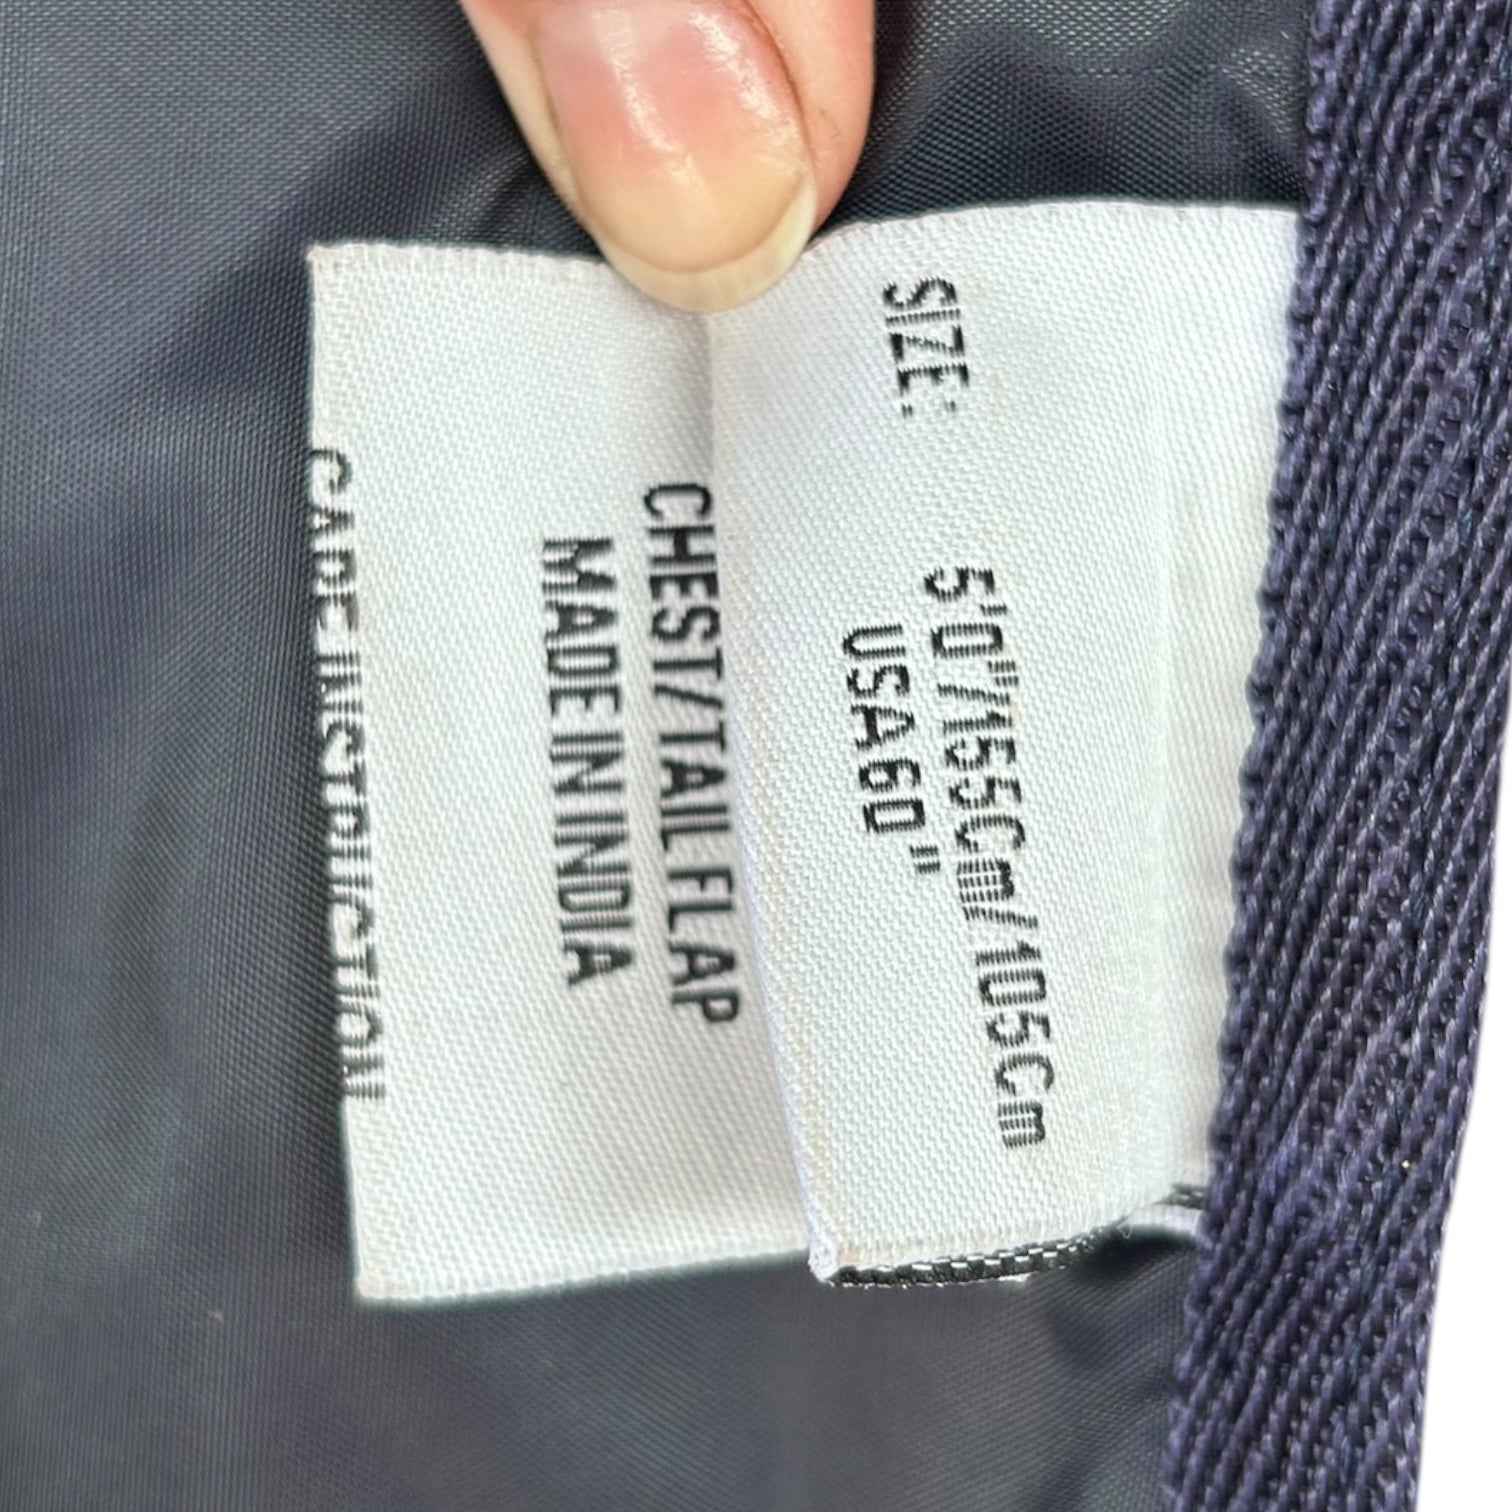 SIZE:
5'0"/155Cm/105Cm
USA60"
CHEST/TAIL FLAP
MADE IN INDIA
CARE INSTRUCTION